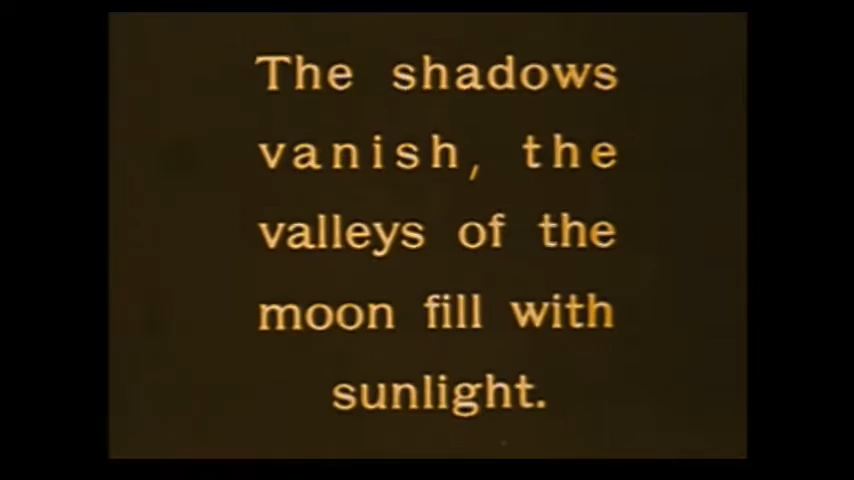 The shadows
vanish, the
valleys of the
moon fill with
sunlight.